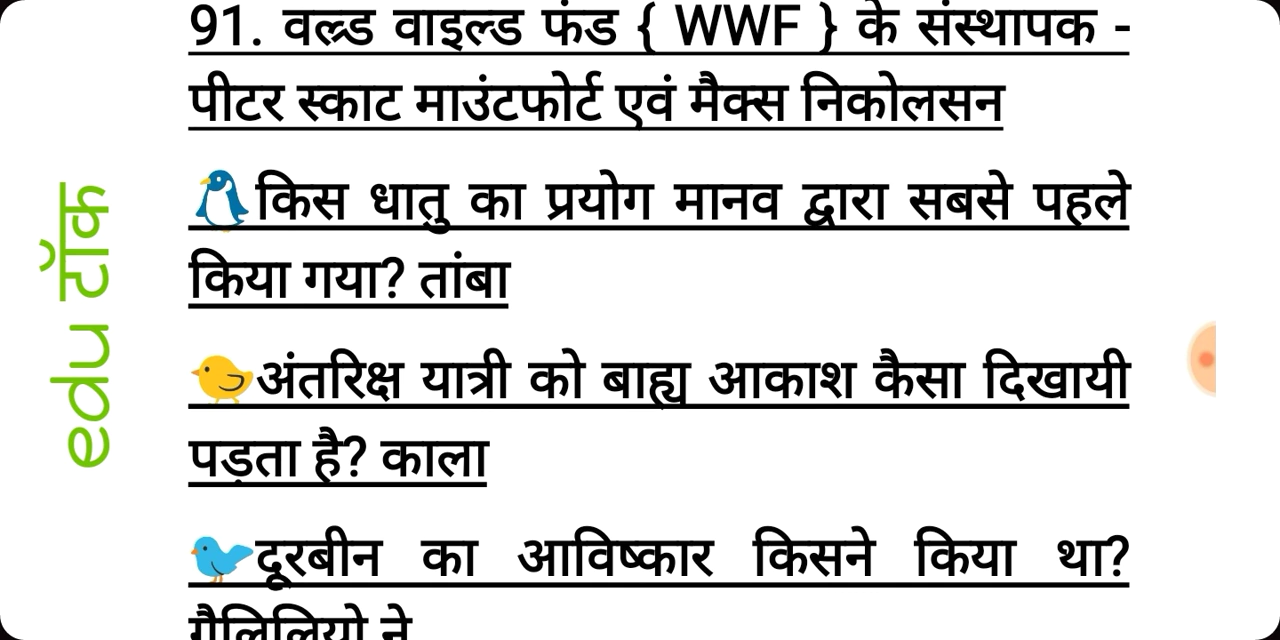 91. वर्ल्ड वाइल्ड फंड { WWF } के संस्थापक -
पीटर स्काट माउंटफोर्ट एवं मैक्स निकोलसन
🐧किस धातु का प्रयोग मानव द्वारा सबसे पहले
किया गया? तांबा
🐤अंतरिक्ष यात्री को बाह्य आकाश कैसा दिखायी
पड़ता है? काला
🐦दूरबीन का आविष्कार किसने किया था?
गैलिलियो ने
edu टॉक